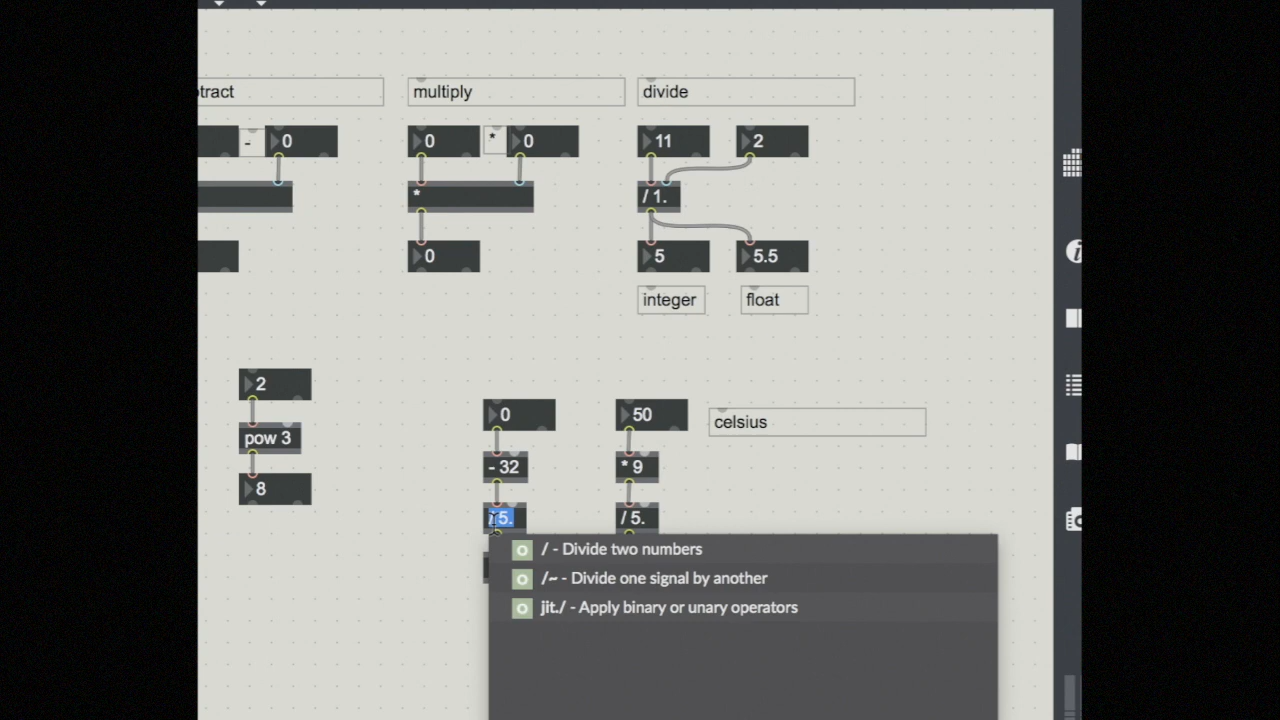 multiply
divide
- 0
0 * 0
11 2
*
/ 1.
0
5 5.5
integer float
2
0 50
celsius
pow 3
- 32 * 9
8
/ 5. / 5.
/ - Divide two numbers
/~ - Divide one signal by another
jit./ - Apply binary or unary operators